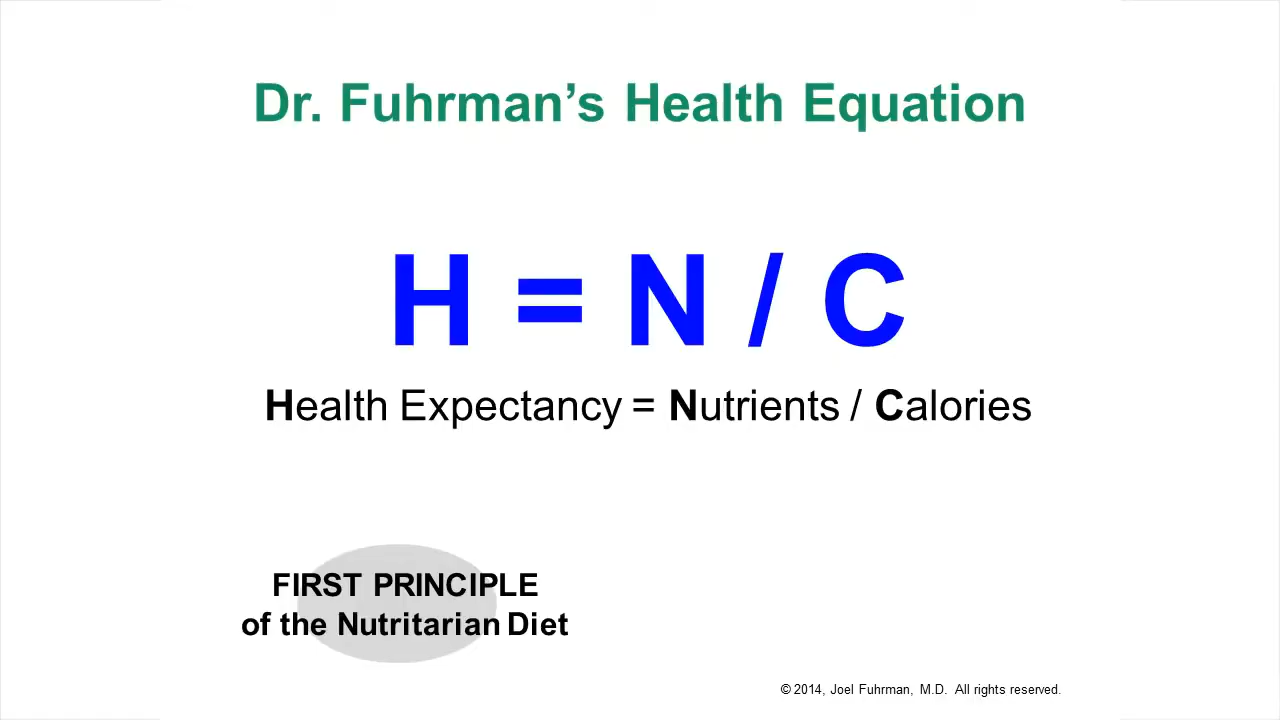 Dr. Fuhrman’s Health Equation
H = N / C
Health Expectancy = Nutrients / Calories
FIRST PRINCIPLE
of the Nutritarian Diet
© 2014, Joel Fuhrman, M.D. All rights reserved.